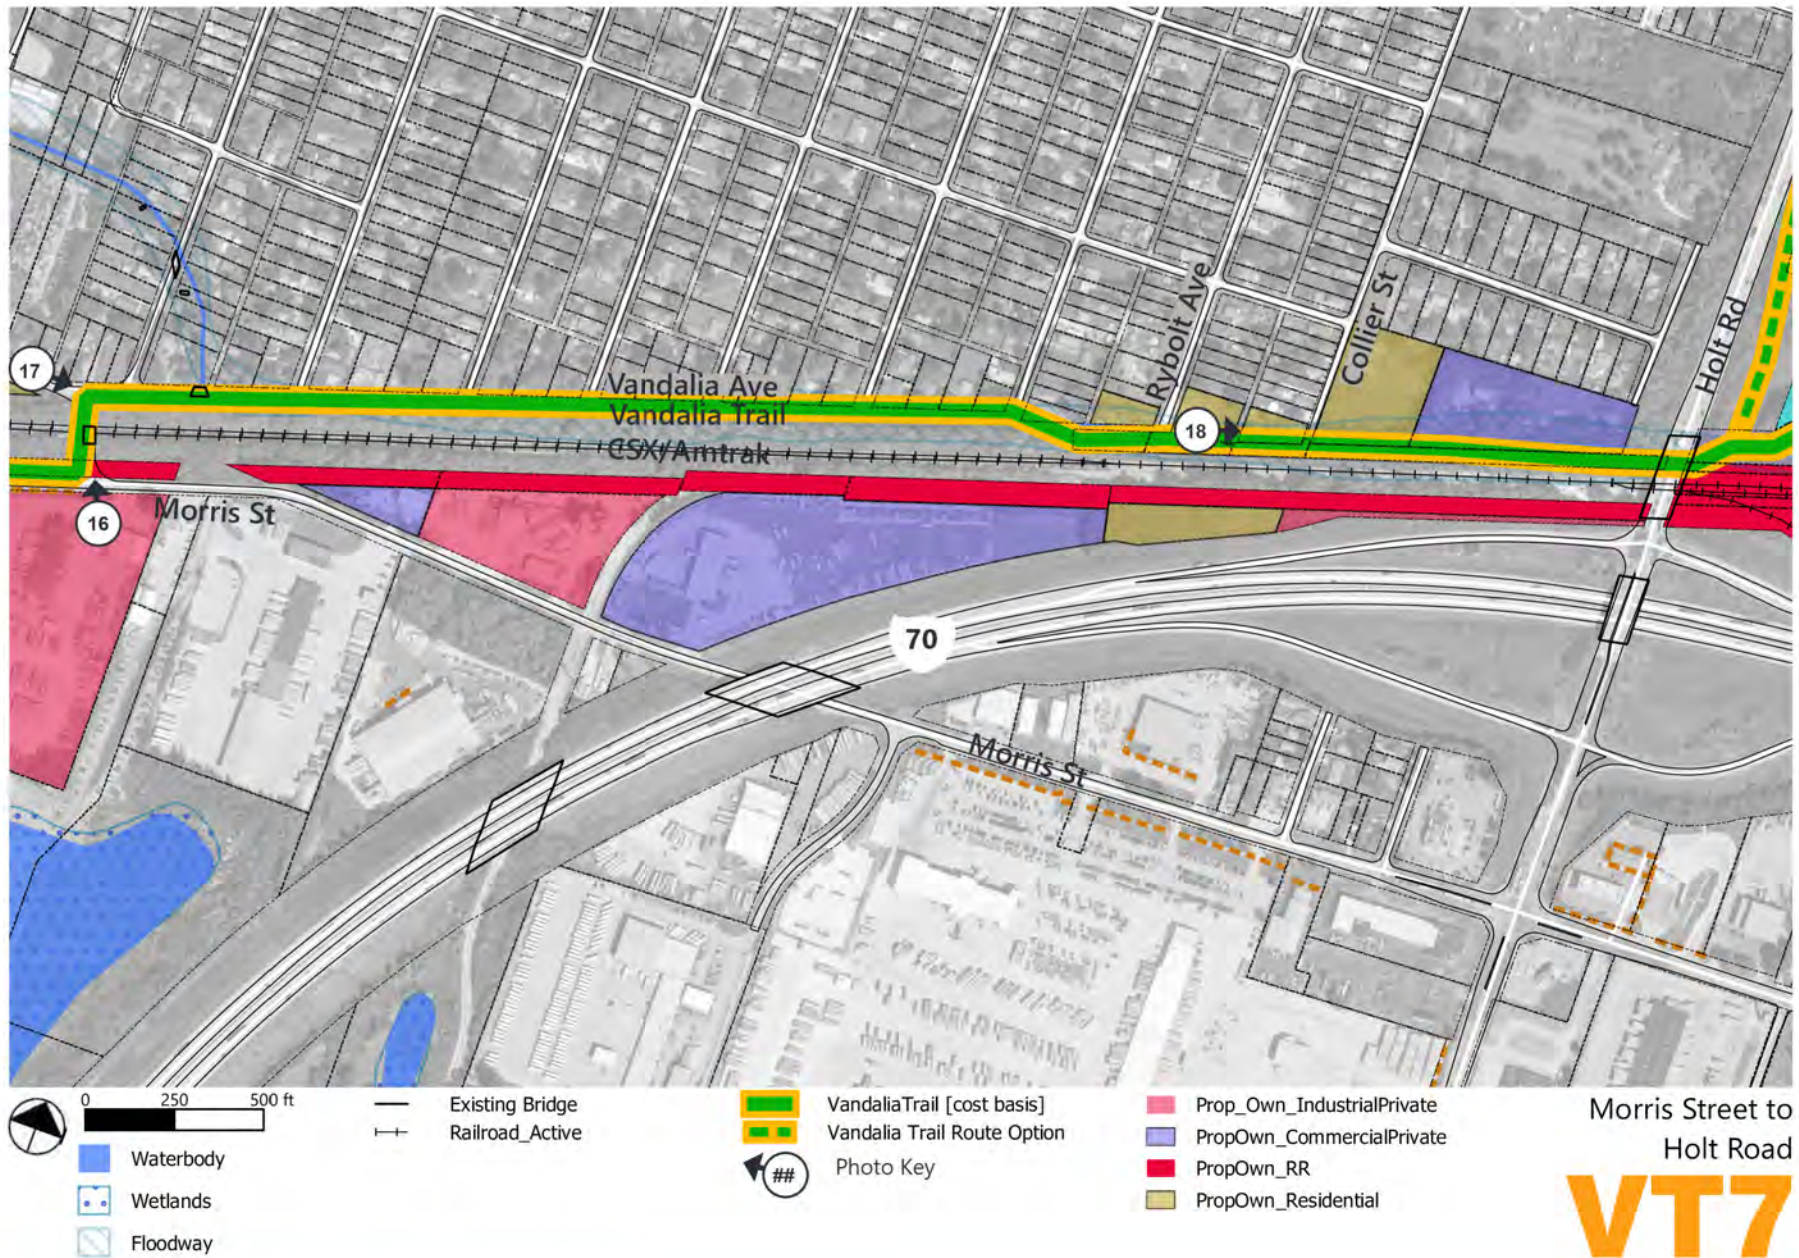 17
Vandalia Ave
Vandalia Trail
CSX/Amtrak
Rybolt Ave
18
Collier St
Holt Rd
16
Morris St
70
Morris St
0 250 500 ft
Waterbody
Wetlands
Floodway
Existing Bridge
Railroad_Active
VandaliaTrail [cost basis]
Vandalia Trail Route Option
## Photo Key
Prop_Own_IndustrialPrivate
PropOwn_CommercialPrivate
PropOwn_RR
PropOwn_Residential
Morris Street to
Holt Road
VT7